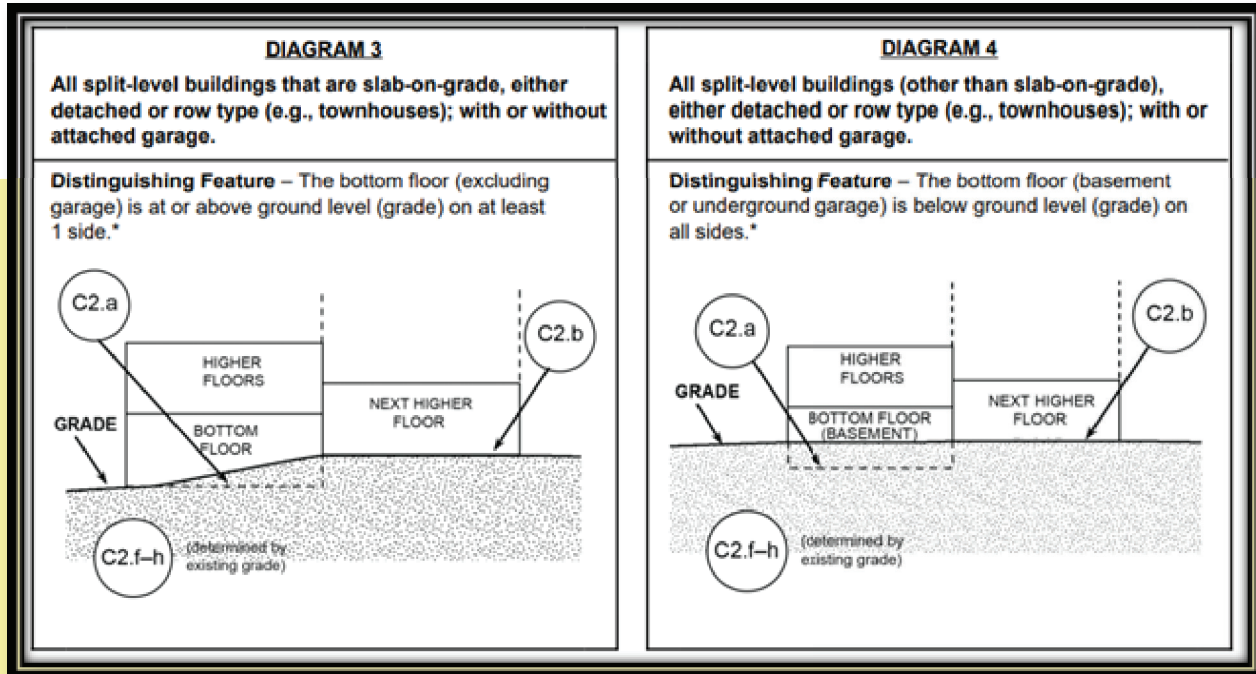 DIAGRAM 3
All split-level buildings that are slab-on-grade, either
detached or row type (e.g., townhouses); with or without
attached garage.
Distinguishing Feature – The bottom floor (excluding
garage) is at or above ground level (grade) on at least
1 side.*
C2.a
C2.b
HIGHER
FLOORS
NEXT HIGHER
FLOOR
GRADE
BOTTOM
FLOOR
C2.f–h
(determined by
existing grade)
DIAGRAM 4
All split-level buildings (other than slab-on-grade),
either detached or row type (e.g., townhouses); with or
without attached garage.
Distinguishing Feature – The bottom floor (basement
or underground garage) is below ground level (grade) on
all sides.*
C2.a
C2.b
HIGHER
FLOORS
GRADE
NEXT HIGHER
FLOOR
BOTTOM FLOOR
(BASEMENT)
C2.f–h
(determined by
existing grade)